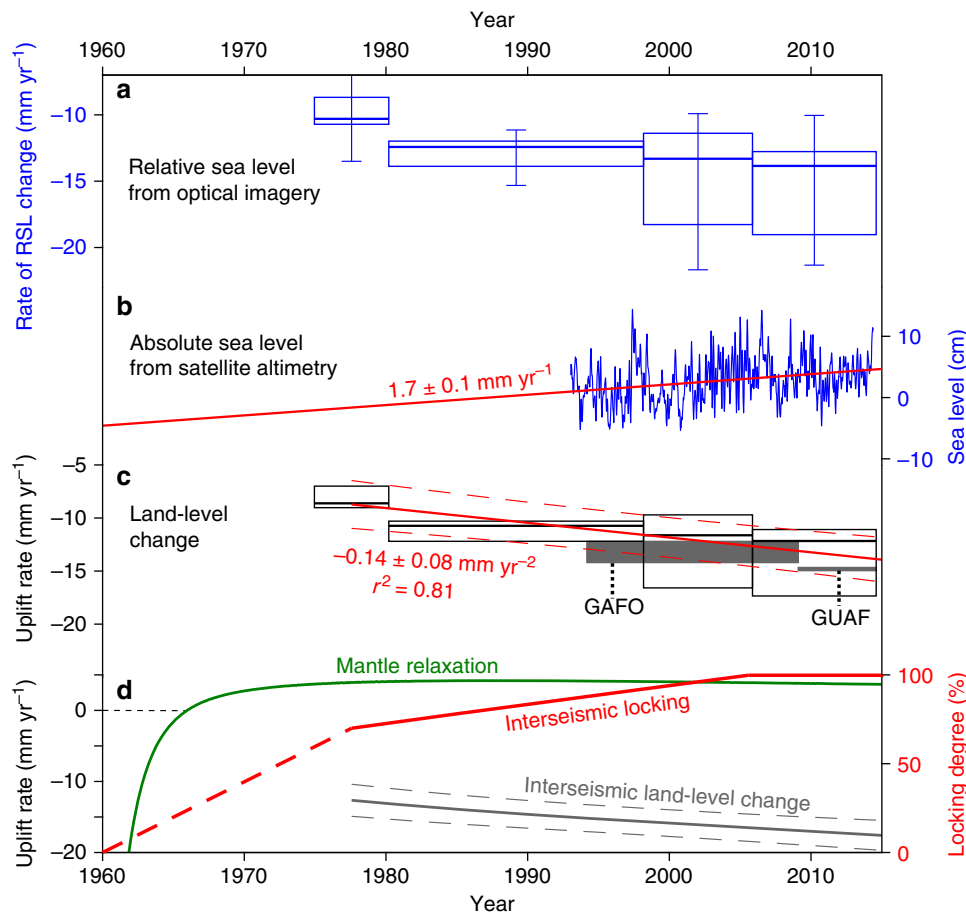 Year
1960 1970 1980 1990 2000 2010
a
Rate of RSL change (mm yr⁻¹)
−10
−15
−20
Relative sea level
from optical imagery
b
Absolute sea level
from satellite altimetry
1.7 ± 0.1 mm yr⁻¹
10
0
−10
Sea level (cm)
c
Uplift rate (mm yr⁻¹)
−5
−10
−15
−20
Land-level
change
−0.14 ± 0.08 mm yr⁻²
r² = 0.81
GAFO
GUAF
d
Uplift rate (mm yr⁻¹)
0
−10
−20
Mantle relaxation
Interseismic locking
Interseismic land-level change
100
50
0
Locking degree (%)
1960 1970 1980 1990 2000 2010
Year